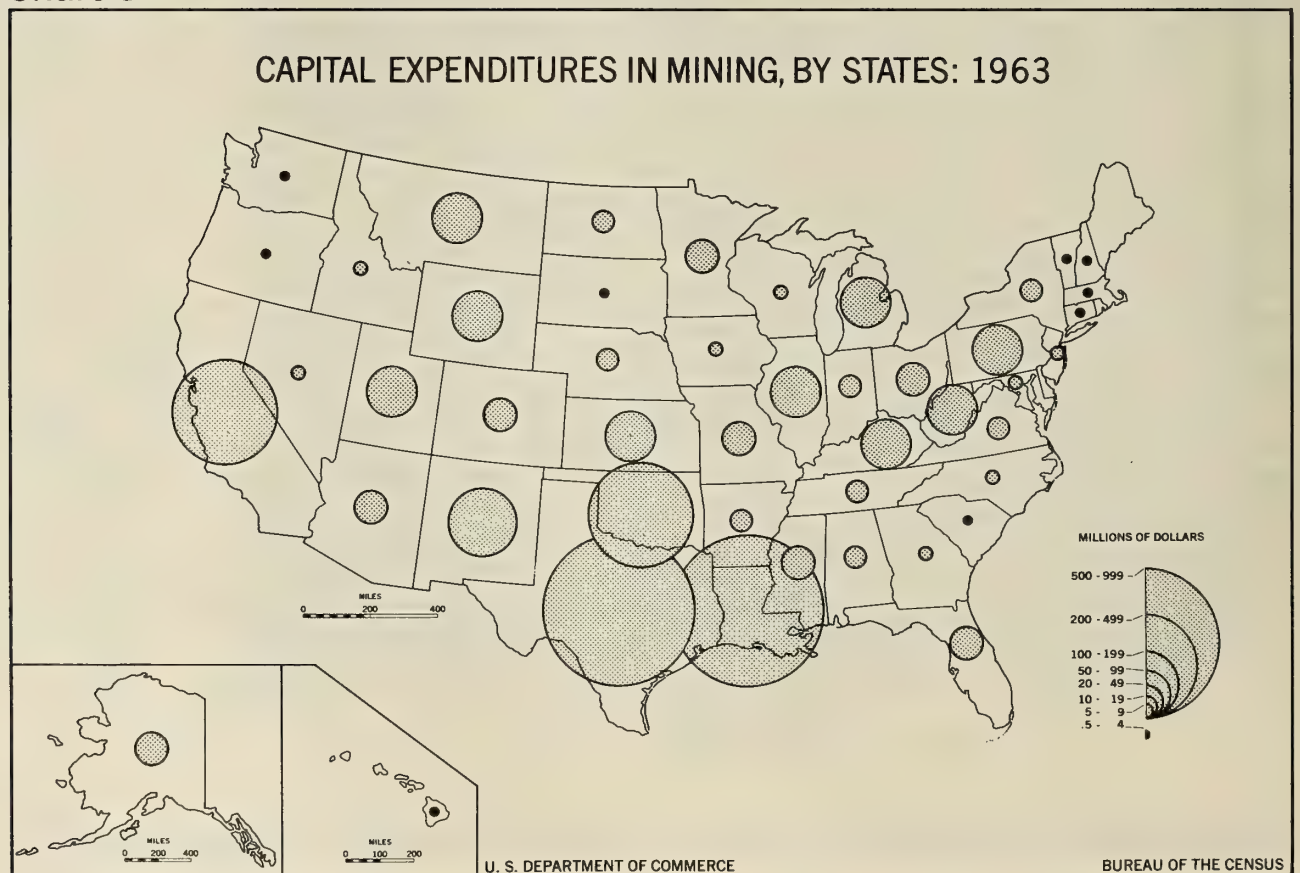 CAPITAL EXPENDITURES IN MINING, BY STATES: 1963
MILLIONS OF DOLLARS
500 - 999
200 - 499
100 - 199
50 - 99
20 - 49
10 - 19
5 - 9
.5 - 4
MILES
0 200 400
MILES
0 200 400
MILES
0 100 200
U. S. DEPARTMENT OF COMMERCE
BUREAU OF THE CENSUS